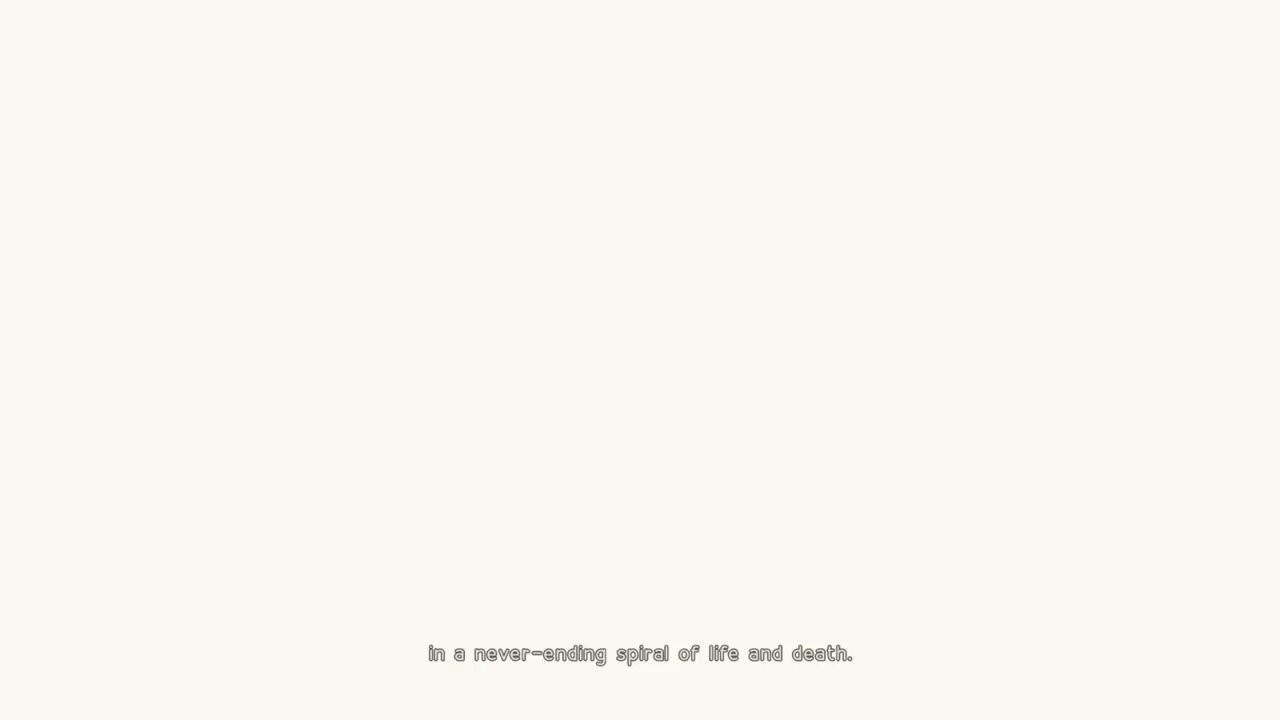 in a never-ending spiral of life and death.